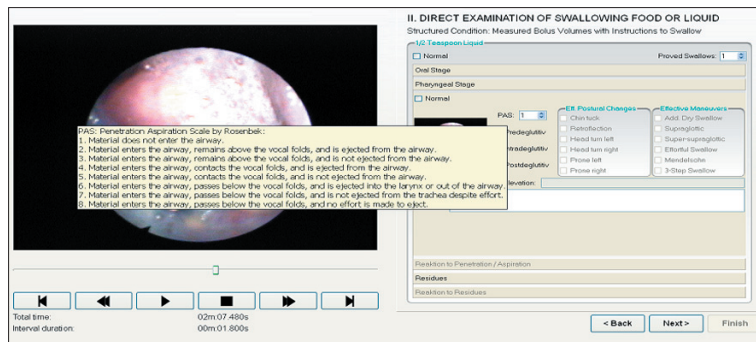 II. DIRECT EXAMINATION OF SWALLOWING FOOD OR LIQUID
Structured Condition: Measured Bolus Volumes with Instructions to Swallow
1/2 Teaspoon Liquid
Normal
Proved Swallows: 1
Oral Stage
Pharyngeal Stage
Normal
PAS: 1
Eff. Postural Changes
Chin tuck
Retroflection
Head turn left
Head turn right
Prone left
Prone right
Effective Maneuvers
Add. Dry Swallow
Supraglottic
Super-supraglottic
Effortful Swallow
Mendelsohn
3-Step Swallow
Predeglutitiv
Intradeglutitiv
Postdeglutitiv
PAS: Penetration Aspiration Scale by Rosenbek:
1. Material does not enter the airway.
2. Material enters the airway, remains above the vocal folds, and is ejected from the airway.
3. Material enters the airway, remains above the vocal folds, and is not ejected from the airway.
4. Material enters the airway, contacts the vocal folds, and is ejected from the airway.
5. Material enters the airway, contacts the vocal folds, and is not ejected from the airway.
6. Material enters the airway, passes below the vocal folds, and is ejected into the larynx or out of the airway.
7. Material enters the airway, passes below the vocal folds, and is not ejected from the trachea despite effort.
8. Material enters the airway, passes below the vocal folds, and no effort is made to eject.
Reaktion to Penetration / Aspiration
Residues
Reaktion to Residues
Total time: 02m:07.480s
Interval duration: 00m:01.800s
< Back
Next >
Finish